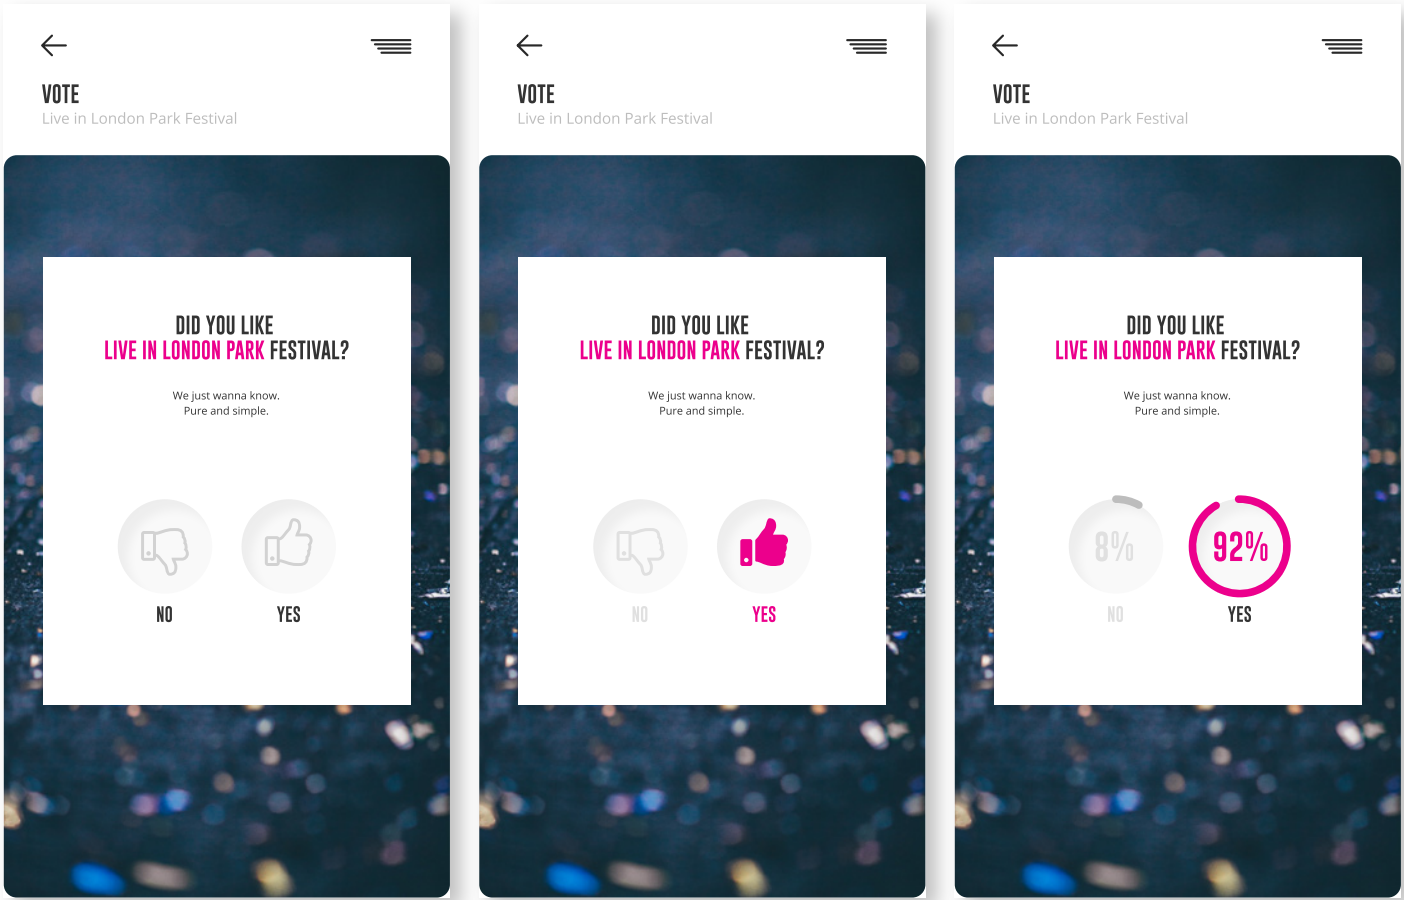 VOTE
Live in London Park Festival
DID YOU LIKE
LIVE IN LONDON PARK FESTIVAL?
We just wanna know.
Pure and simple.
NO
YES
VOTE
Live in London Park Festival
DID YOU LIKE
LIVE IN LONDON PARK FESTIVAL?
We just wanna know.
Pure and simple.
NO
YES
VOTE
Live in London Park Festival
DID YOU LIKE
LIVE IN LONDON PARK FESTIVAL?
We just wanna know.
Pure and simple.
8%
92%
NO
YES